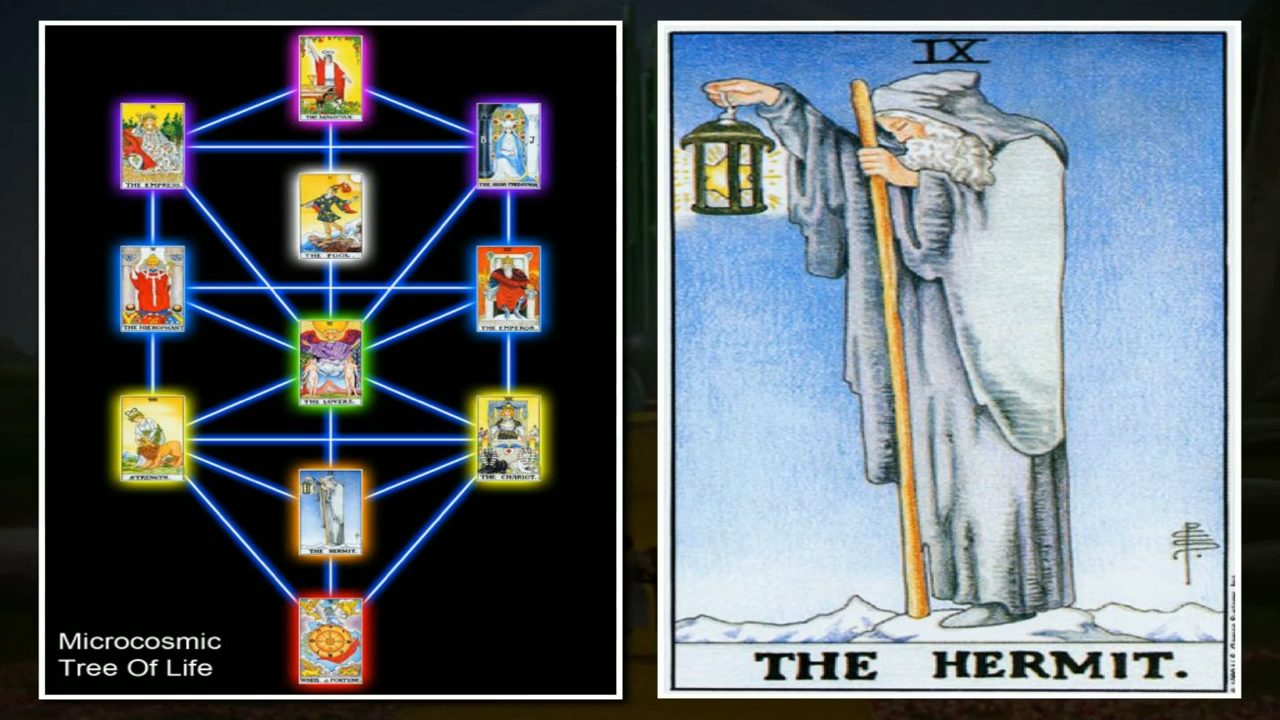 THE MAGICIAN.
THE EMPRESS.
B J
THE HIGH PRIESTESS
THE FOOL.
THE HIEROPHANT
THE EMPEROR.
THE LOVERS.
STRENGTH.
THE CHARIOT.
THE HERMIT.
WHEEL of FORTUNE.
Microcosmic
Tree Of Life
IX
THE HERMIT.